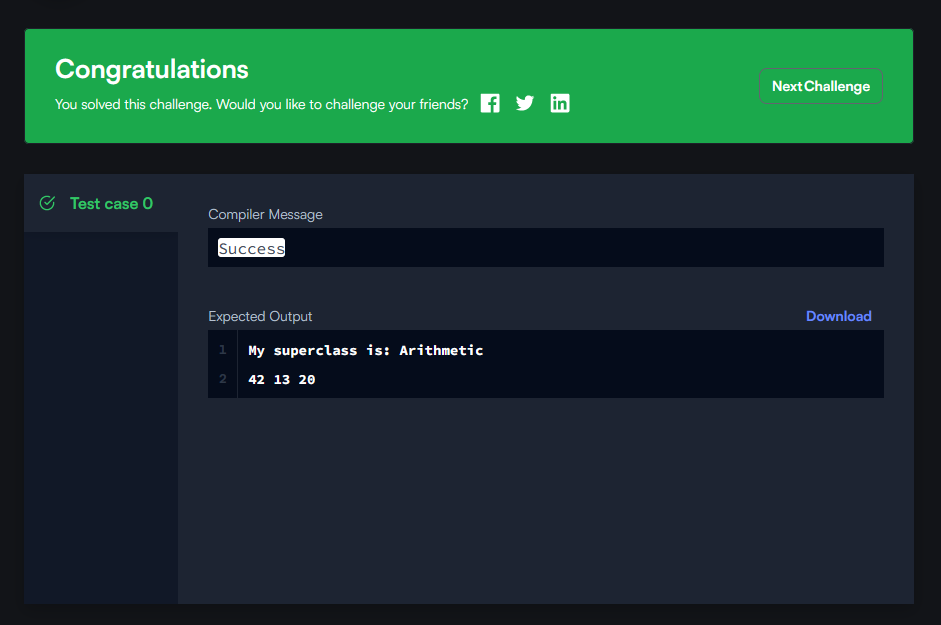 Congratulations
You solved this challenge. Would you like to challenge your friends?
Next Challenge
Test case 0
Compiler Message
Success
Expected Output
Download
1 My superclass is: Arithmetic
2 42 13 20